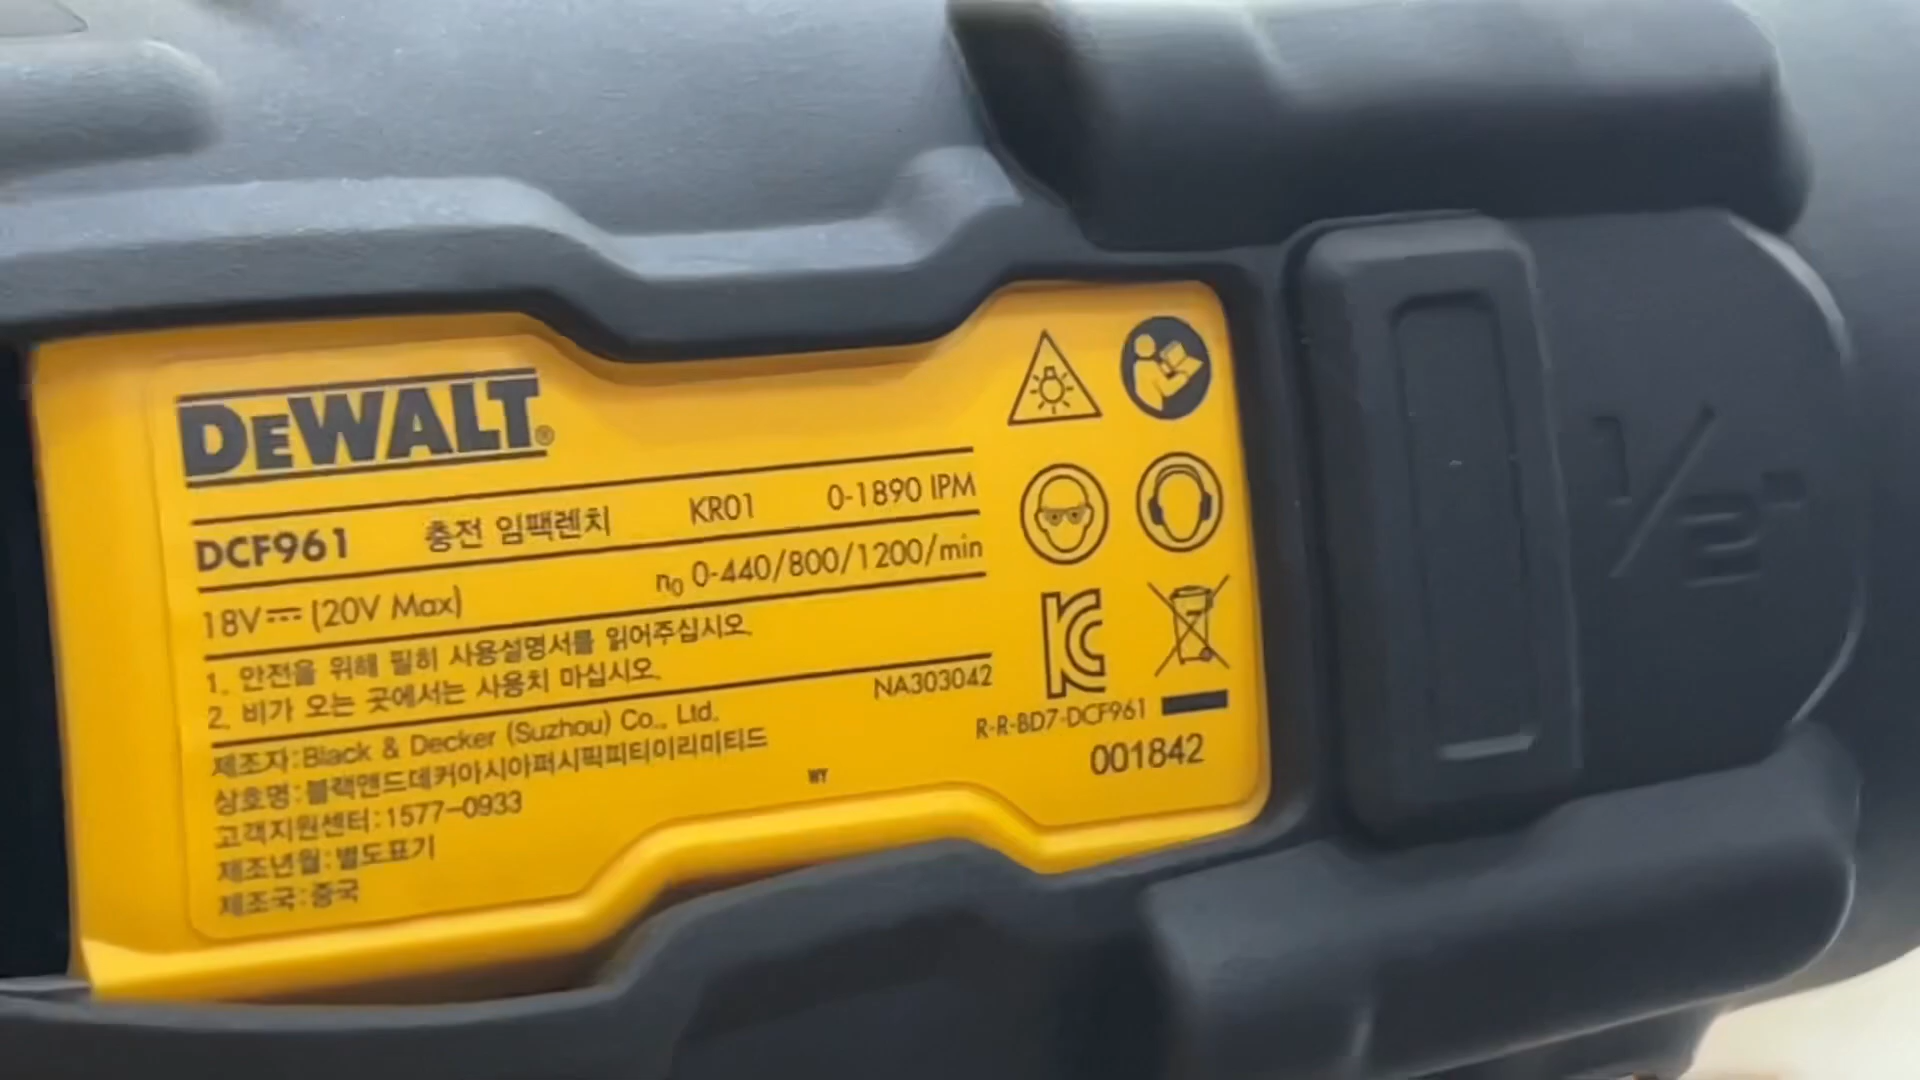 DEWALT®
DCF961 충전 임팩렌치 KR01 0-1890 IPM
18V⎓ (20V Max) n₀ 0-440/800/1200/min
1. 안전을 위해 필히 사용설명서를 읽어주십시오.
2. 비가 오는 곳에서는 사용치 마십시오.
NA303042
제조자:Black & Decker (Suzhou) Co., Ltd.
상호명:블랙앤드데커아시아퍼시픽피티이리미티드
고객지원센터:1577-0933
제조년월:별도표기
제조국:중국
WY
KC
R-R-BD7-DCF961
001842
1/2"